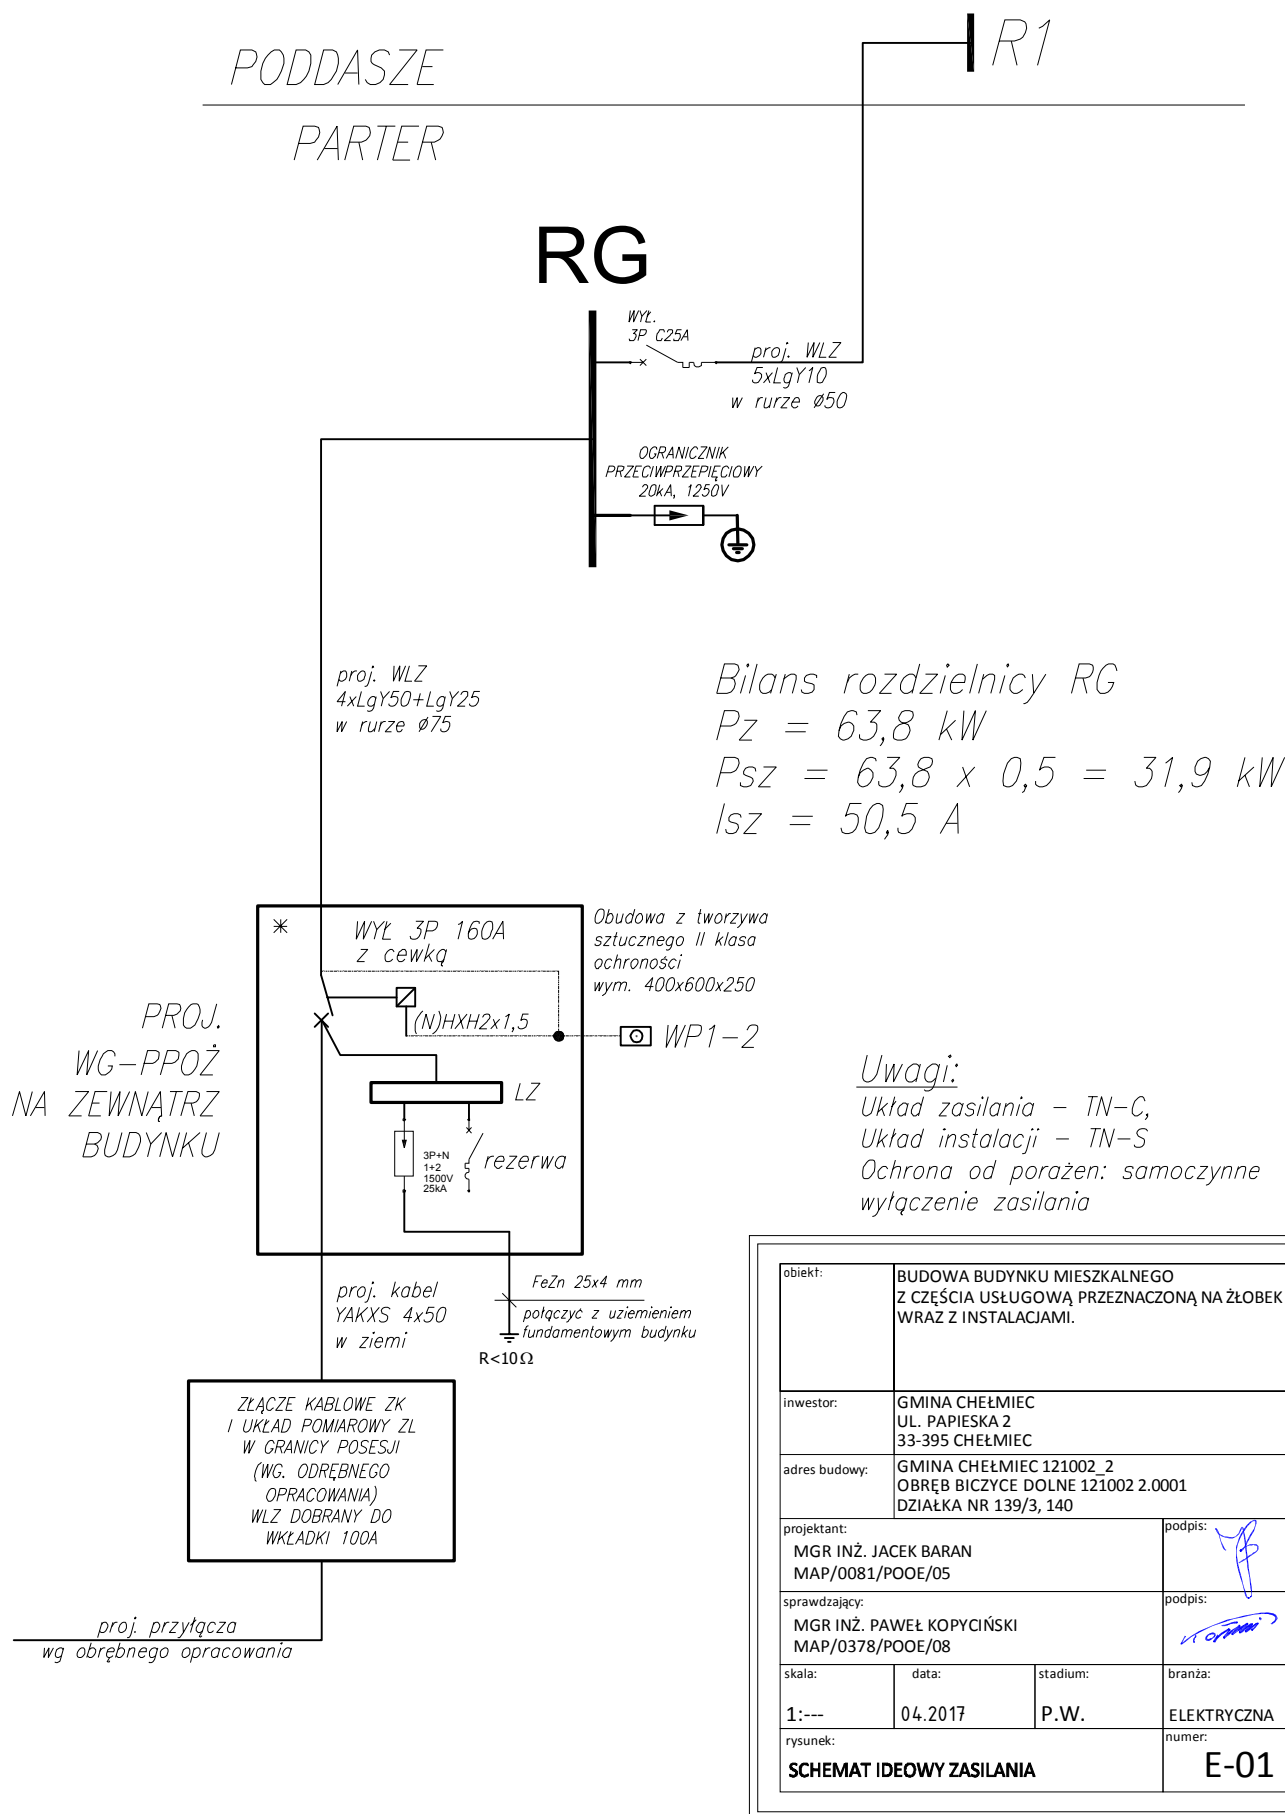 PODDASZE
R1
PARTER
RG
WYŁ.
3P C25A
proj. WLZ
5xLgY10
w rurze ø50
OGRANICZNIK
PRZECIWPRZEPIĘCIOWY
20kA, 1250V
proj. WLZ
4xLgY50+LgY25
w rurze ø75
Bilans rozdzielnicy RG
Pz = 63,8 kW
Psz = 63,8 x 0,5 = 31,9 kW
Isz = 50,5 A
WYŁ 3P 160A
z cewką
Obudowa z tworzywa
sztucznego II klasa
ochroności
wym. 400x600x250
(N)HXH2x1,5
WP1-2
PROJ.
WG-PPOŻ
NA ZEWNĄTRZ
BUDYNKU
LZ
3P+N
1+2
1500V
25kA
rezerwa
Uwagi:
Układ zasilania - TN-C,
Układ instalacji - TN-S
Ochrona od porażen: samoczynne
wyłączenie zasilania
proj. kabel
YAKXS 4x50
w ziemi
FeZn 25x4 mm
połączyć z uziemieniem
fundamentowym budynku
R<10Ω
ZŁĄCZE KABLOWE ZK
I UKŁAD POMIAROWY ZL
W GRANICY POSESJI
(WG. ODRĘBNEGO
OPRACOWANIA)
WLZ DOBRANY DO
WKŁADKI 100A
proj. przyłącza
wg obrębnego opracowania
obiekt:
BUDOWA BUDYNKU MIESZKALNEGO
Z CZĘŚCIA USŁUGOWĄ PRZEZNACZONĄ NA ŻŁOBEK
WRAZ Z INSTALACJAMI.
inwestor:
GMINA CHEŁMIEC
UL. PAPIESKA 2
33-395 CHEŁMIEC
adres budowy:
GMINA CHEŁMIEC 121002_2
OBRĘB BICZYCE DOLNE 121002 2.0001
DZIAŁKA NR 139/3, 140
projektant:
MGR INŻ. JACEK BARAN
MAP/0081/POOE/05
podpis:
sprawdzający:
MGR INŻ. PAWEŁ KOPYCIŃSKI
MAP/0378/POOE/08
podpis:
skala:
1:---
data:
04.2017
stadium:
P.W.
branża:
ELEKTRYCZNA
rysunek:
SCHEMAT IDEOWY ZASILANIA
numer:
E-01